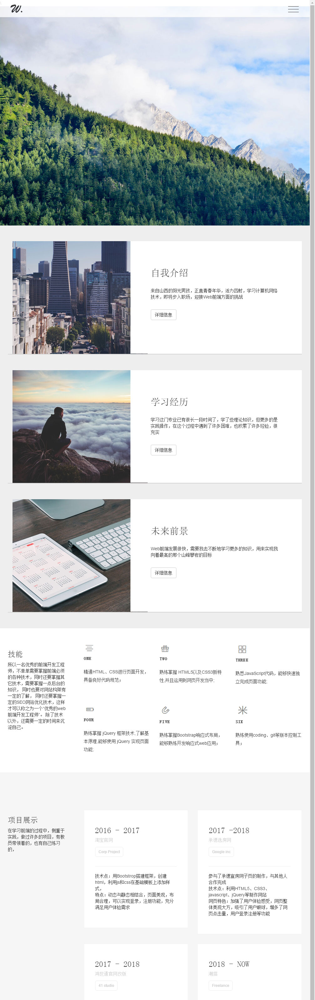 W.
自我介绍
来自山西的阳光男孩，正直青春年华，活力四射，学习计算机网络
技术，即将步入职场，迎接Web前端方面的挑战
详细信息
学习经历
学习这门专业已有很长一段时间了，学了些理论知识，但更多的是
实践操作，在这个过程中遇到了许多困难，也积累了许多经验，很
充实
详细信息
未来前景
Web前端发展很快，需要我去不断地学习更多的知识，用来实现我
向着最高的那个山峰攀岩的目标
详细信息
技能
所以一名优秀的前端开发工程
师，不单单需要掌握前端必须
的各种技术，同时还要掌握其
它技术，需要掌握一点后台的
知识， 同时也要对网站构架有
一定的了解， 同时还要掌握一
定的SEO网站优化技术，这样
才可以称之为一个“优秀的web
前端开发工程师”。 除了技术
以外，还需要一定的时间来沉
淀自己。
ONE
精通HTML、CSS进行页面开发，
具备良好代码规范；
TWO
熟练掌握 HTML5以及CSS3新特
性,并且运用到网页开发当中;
THREE
熟悉JavaScript代码，能够快速独
立完成页面功能;
FOUR
熟练掌握 jQuery 框架技术,了解基
本原理,能够使用 jQuery 实现页面
功能;
FIVE
熟练掌握Bootstrap响应式布局，
能够熟练开发响应式web应用；
SIX
熟练使用coding、git等版本控制工
具；
项目展示
在学习前端的过程中，侧重于
实践，做过许多的项目，有教
员带领着的，也有自己练习
的，
2016 - 2017
淘宝官网
Corp Project
技术点：用Bootstrop搭建框架，创建
html，利用js和css在基础模板上添加样
式，
特点：动态与静态相结合，页面美观，布
局合理，可以实现登录，注册功能，充分
满足用户体验需求
2017 -2018
承德选房网
Google inc
参与了承德宣房网子页的制作，与其他人
合作完成
技术点：利用HTML5、CSS3、
javascript、jQuery等制作网站
网页特色：加强了用户体验感受，网页整
体美观大方，吸引了用户眼球，增多了网
页点击量，用户登录注册等功能
2017 - 2018
鸿世通官网改版
41 studio
2018 - NOW
潮搭
Freelance